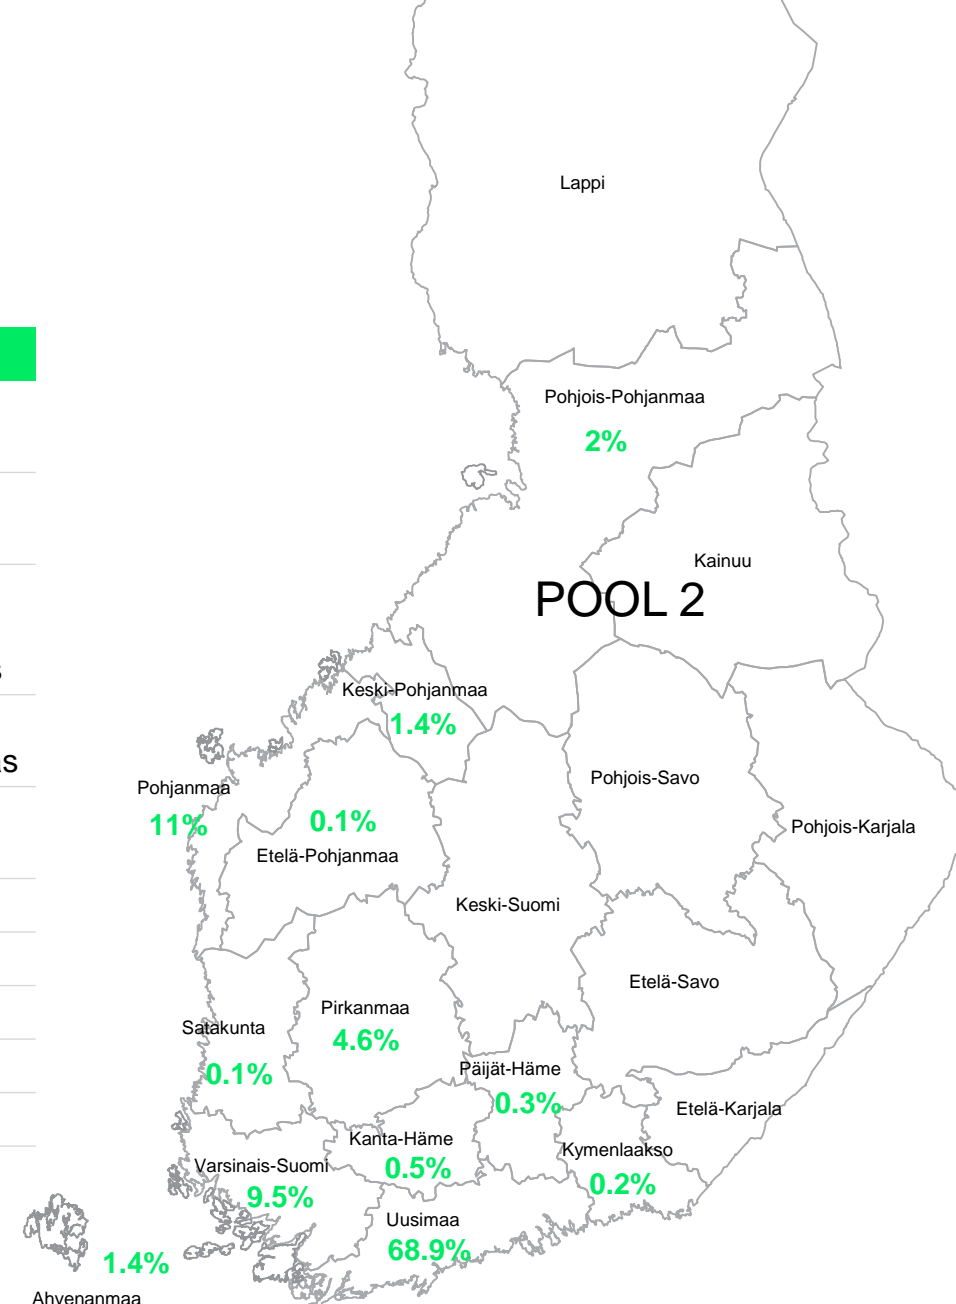 Lappi
Pohjois-Pohjanmaa
2%
Kainuu
POOL 2
s
Keski-Pohjanmaa
1.4%
s
Pohjanmaa
11%
Pohjois-Savo
0.1%
Etelä-Pohjanmaa
Pohjois-Karjala
Keski-Suomi
Etelä-Savo
Pirkanmaa
4.6%
Satakunta
0.1%
Päijät-Häme
0.3%
Etelä-Karjala
Kanta-Häme
0.5%
Kymenlaakso
0.2%
Varsinais-Suomi
9.5%
Uusimaa
68.9%
1.4%
Ahvenanmaa